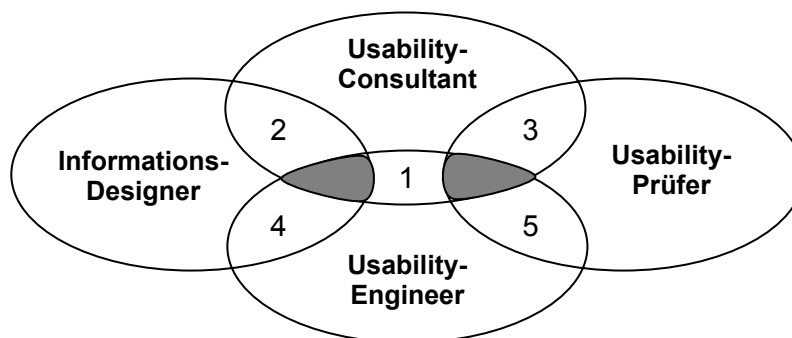 Usability-
Consultant
2
3
Informations-
Designer
1
Usability-
Prüfer
4
5
Usability-
Engineer